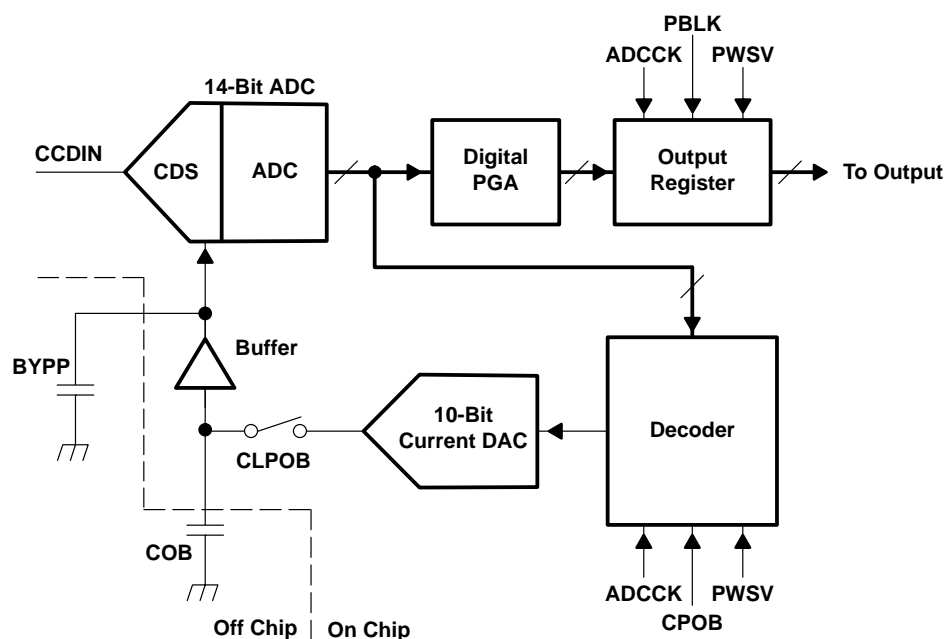 PBLK
ADCCK
PWSV
14-Bit ADC
CCDIN
CDS
ADC
Digital
PGA
Output
Register
To Output
BYPP
Buffer
10-Bit
Current DAC
Decoder
CLPOB
COB
ADCCK
PWSV
CPOB
Off Chip
On Chip